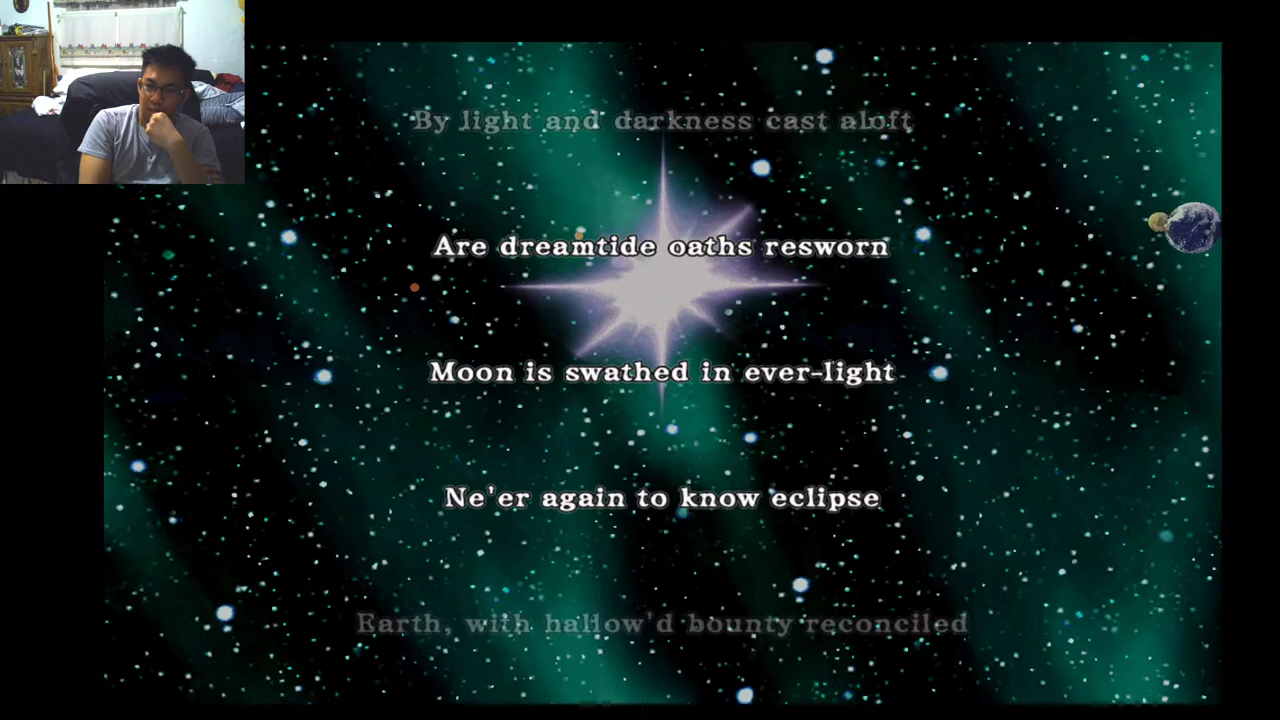 By light and darkness cast aloft
Are dreamtide oaths resworn
Moon is swathed in ever-light
Ne'er again to know eclipse
Earth, with hallow'd bounty reconciled